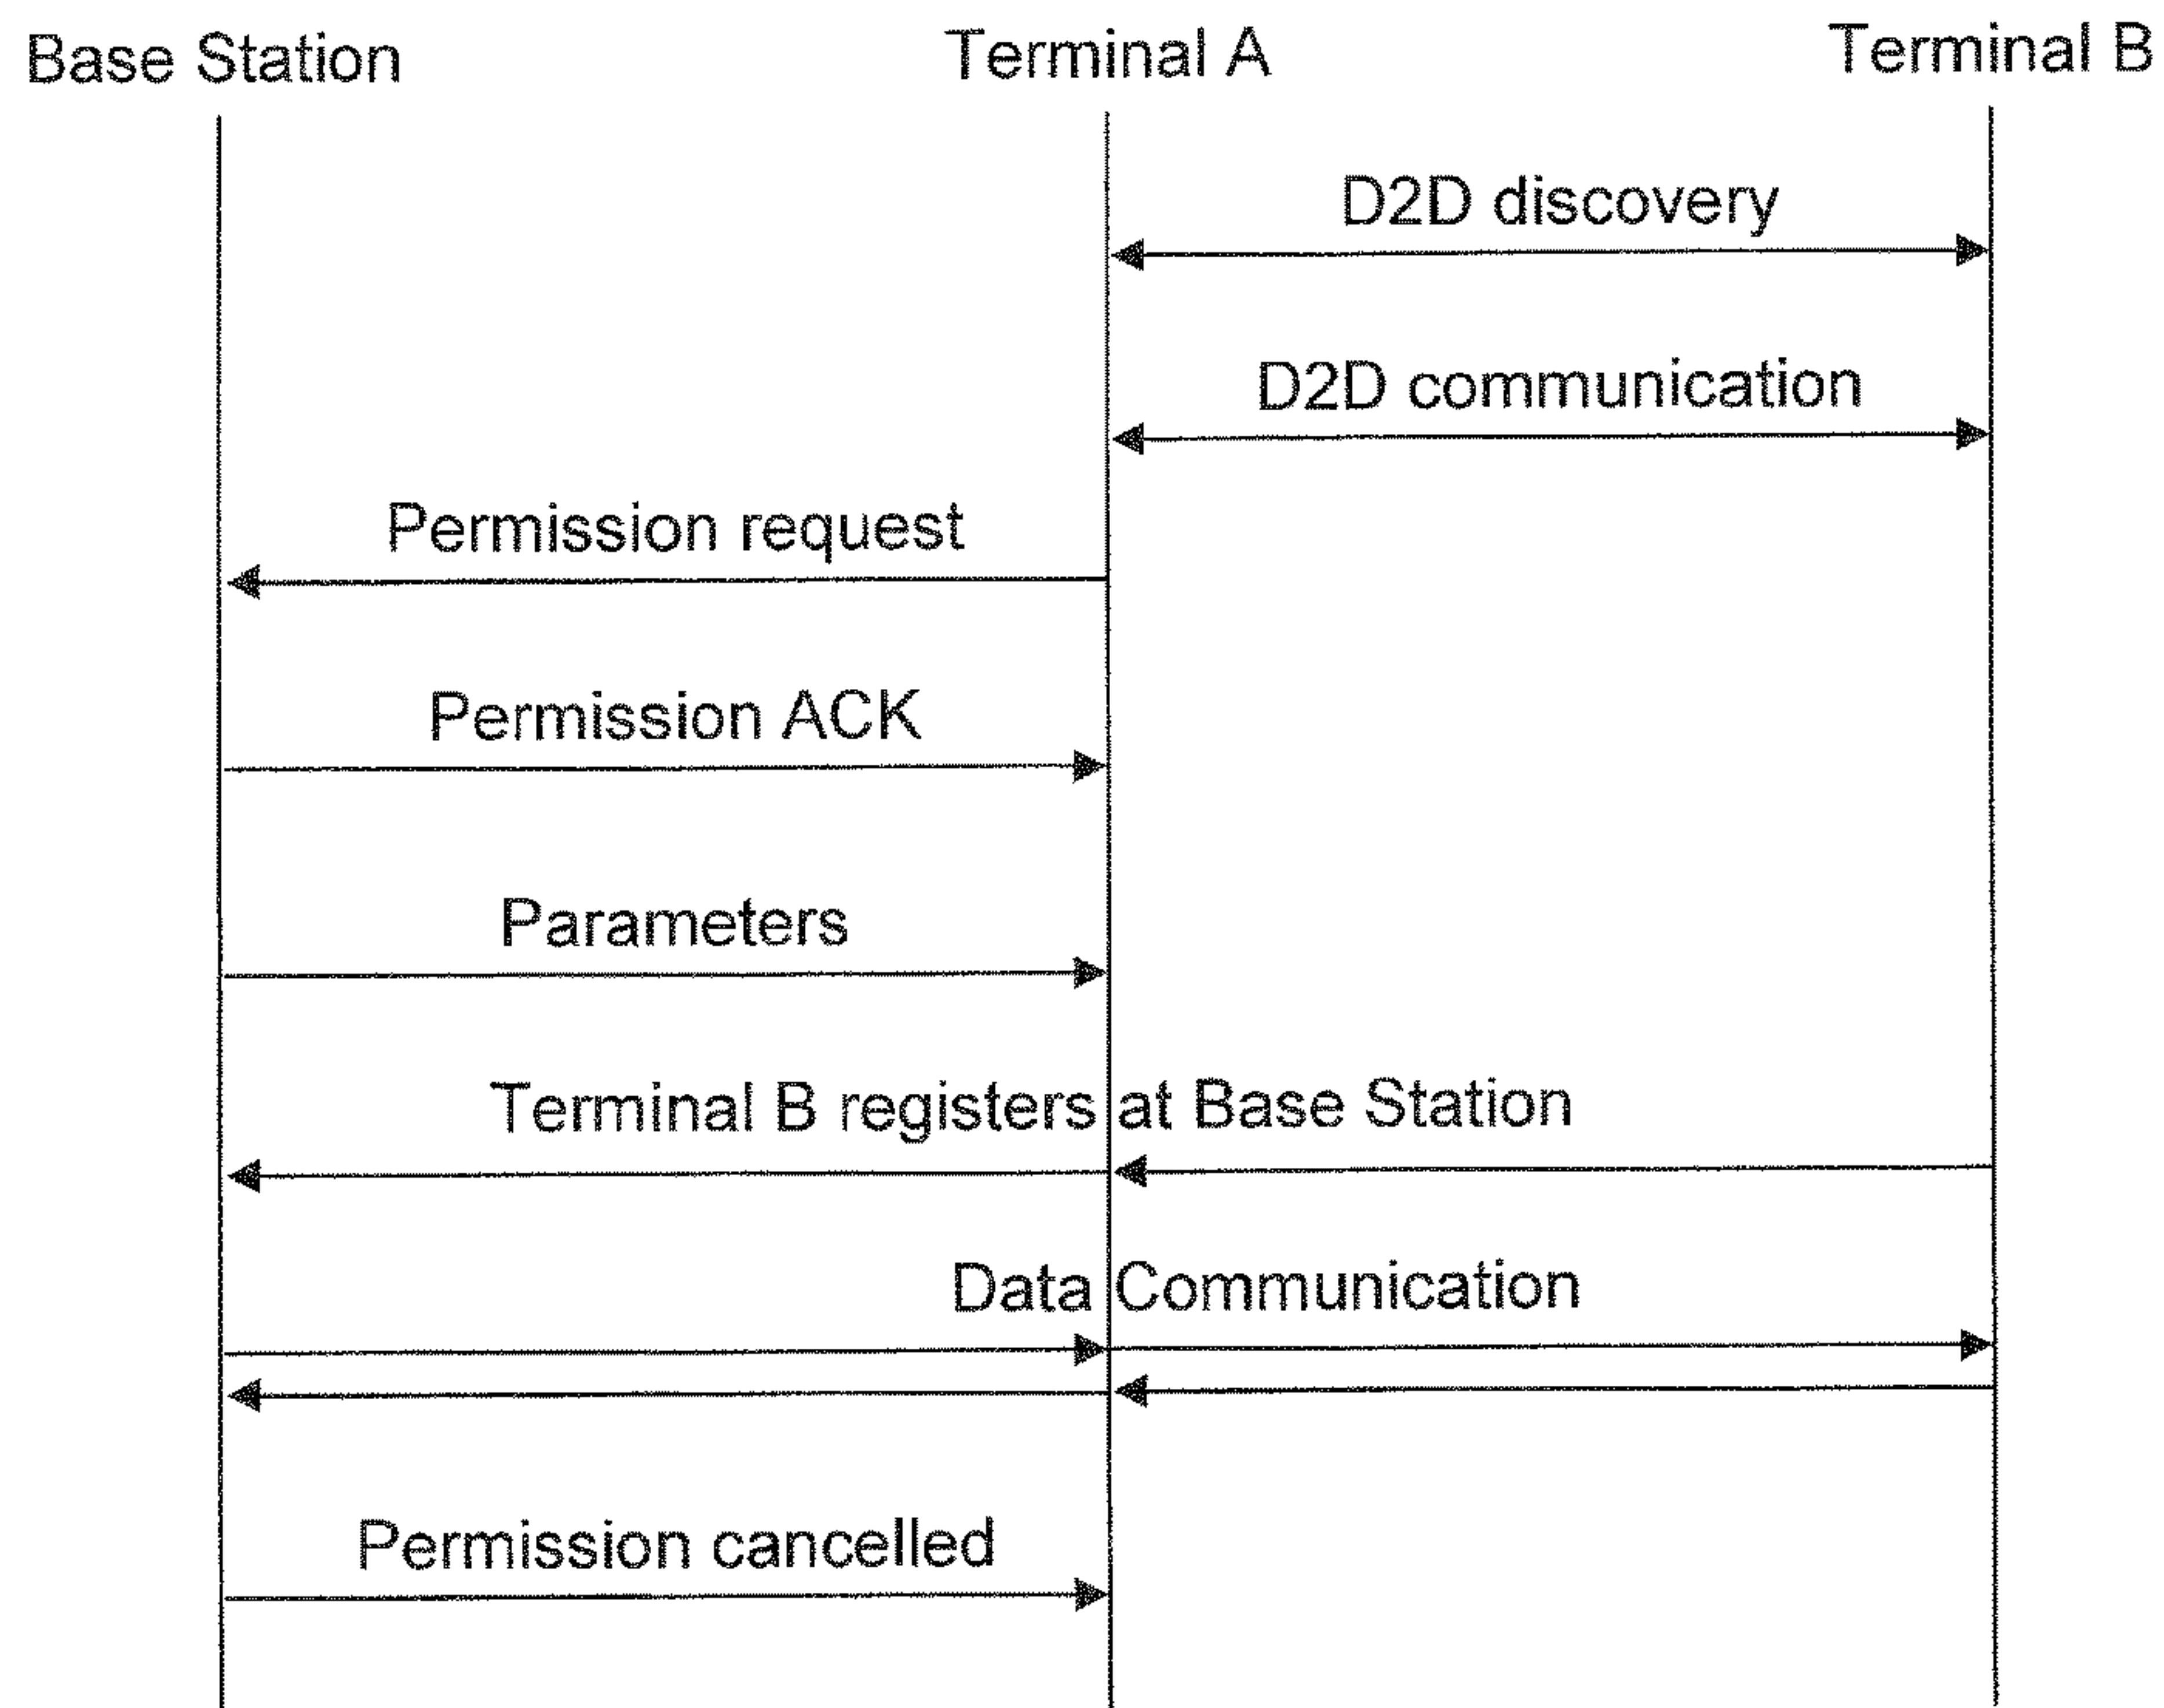 Base Station
Terminal A
Terminal B
D2D discovery
D2D communication
Permission request
Permission ACK
Parameters
Terminal B registers at Base Station
Data Communication
Permission cancelled